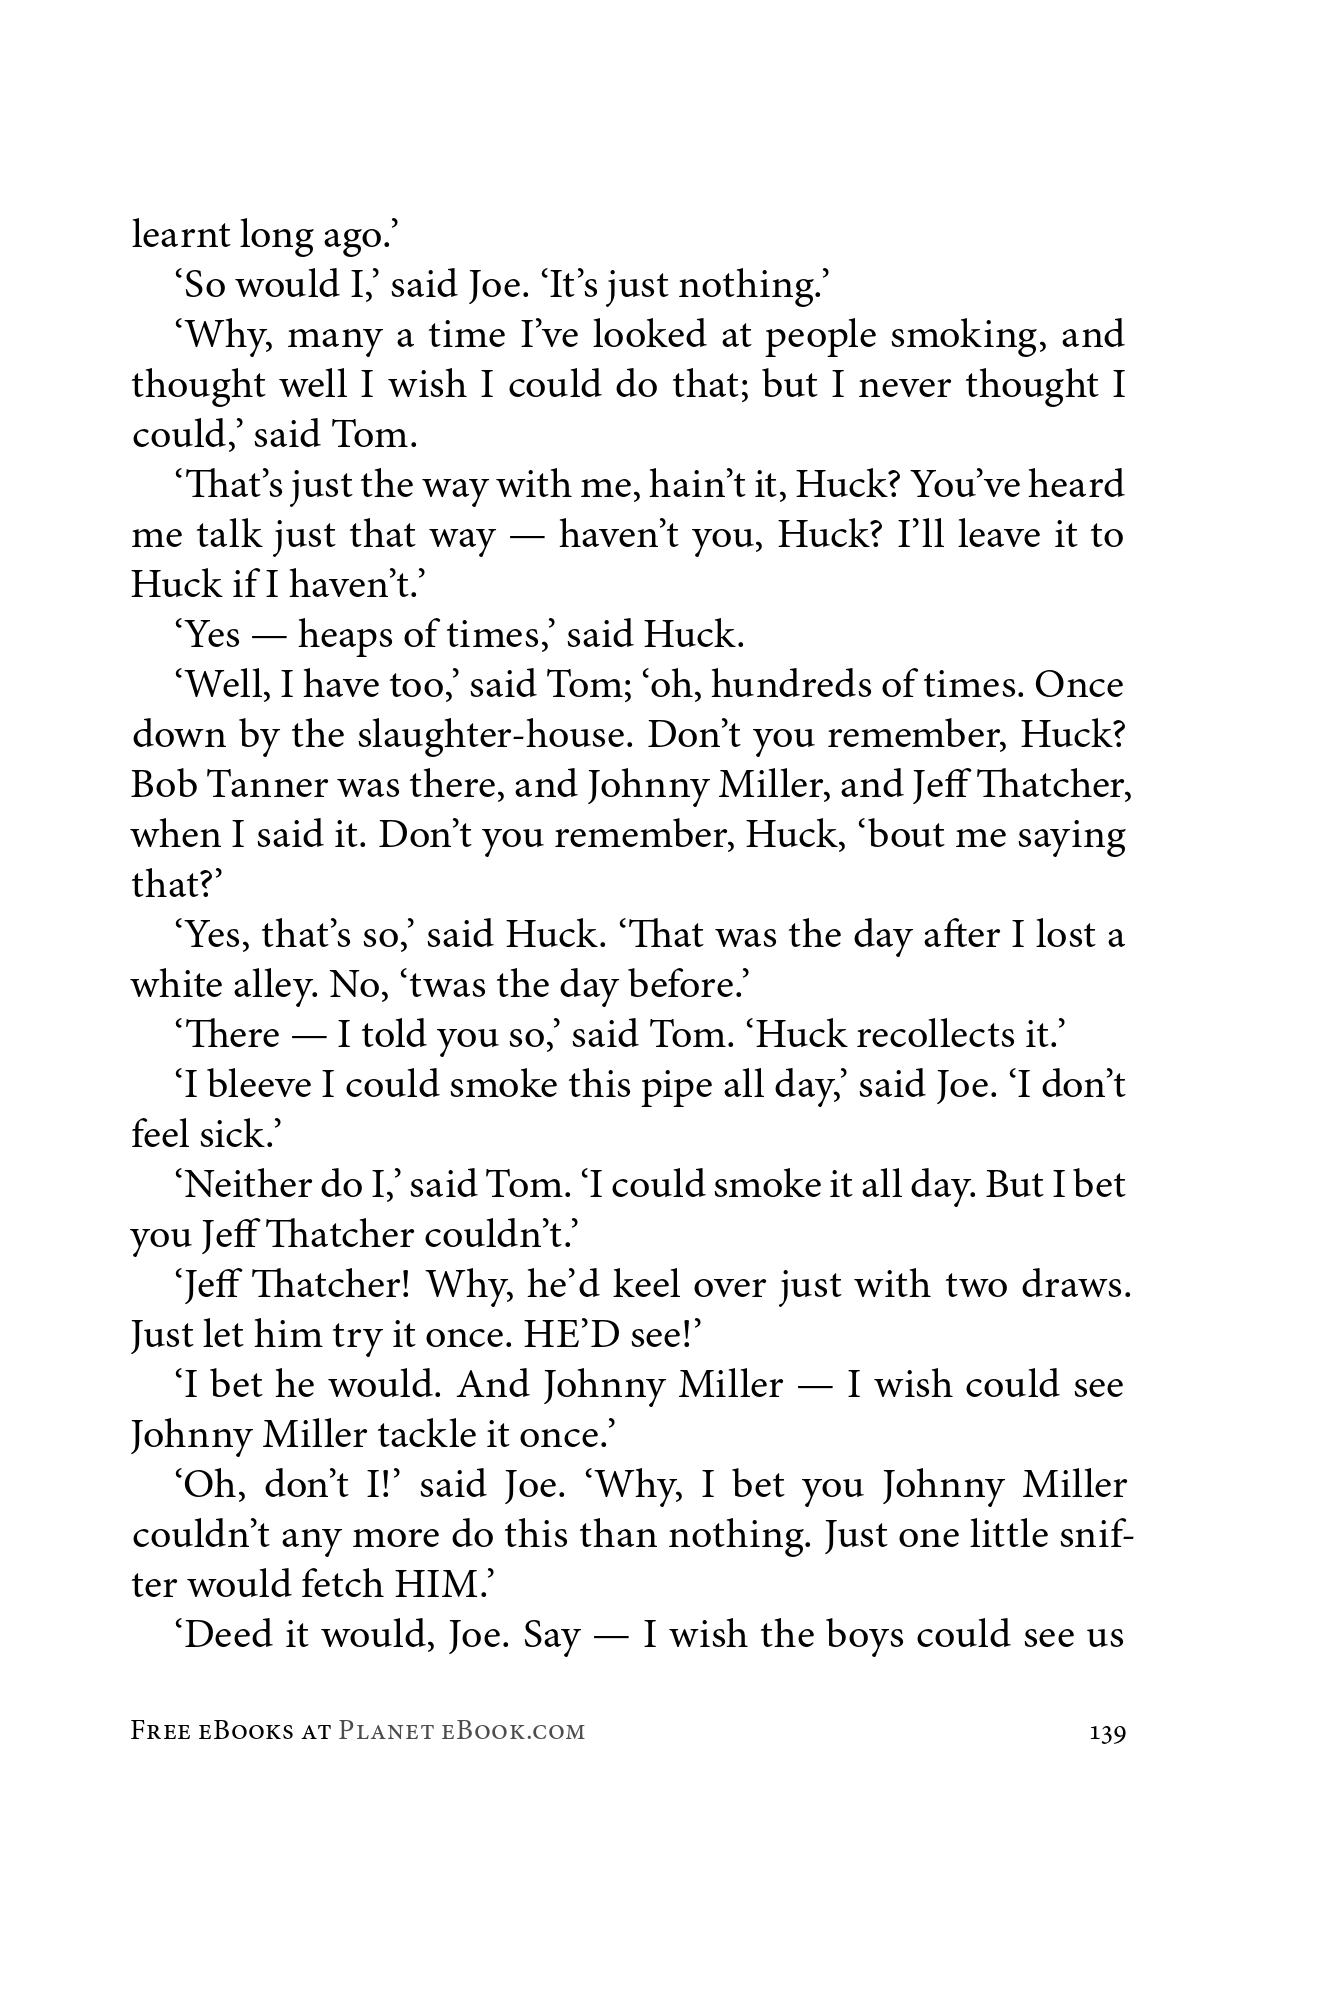 learnt long ago.’
‘So would I,’ said Joe. ‘It’s just nothing.’
‘Why, many a time I’ve looked at people smoking, and
thought well I wish I could do that; but I never thought I
could,’ said Tom.
‘That’s just the way with me, hain’t it, Huck? You’ve heard
me talk just that way — haven’t you, Huck? I’ll leave it to
Huck if I haven’t.’
‘Yes — heaps of times,’ said Huck.
‘Well, I have too,’ said Tom; ‘oh, hundreds of times. Once
down by the slaughter-house. Don’t you remember, Huck?
Bob Tanner was there, and Johnny Miller, and Jeff Thatcher,
when I said it. Don’t you remember, Huck, ‘bout me saying
that?’
‘Yes, that’s so,’ said Huck. ‘That was the day after I lost a
white alley. No, ‘twas the day before.’
‘There — I told you so,’ said Tom. ‘Huck recollects it.’
‘I bleeve I could smoke this pipe all day,’ said Joe. ‘I don’t
feel sick.’
‘Neither do I,’ said Tom. ‘I could smoke it all day. But I bet
you Jeff Thatcher couldn’t.’
‘Jeff Thatcher! Why, he’d keel over just with two draws.
Just let him try it once. HE’D see!’
‘I bet he would. And Johnny Miller — I wish could see
Johnny Miller tackle it once.’
‘Oh, don’t I!’ said Joe. ‘Why, I bet you Johnny Miller
couldn’t any more do this than nothing. Just one little snif-
ter would fetch HIM.’
‘Deed it would, Joe. Say — I wish the boys could see us
Free eBooks at Planet eBook.com 139